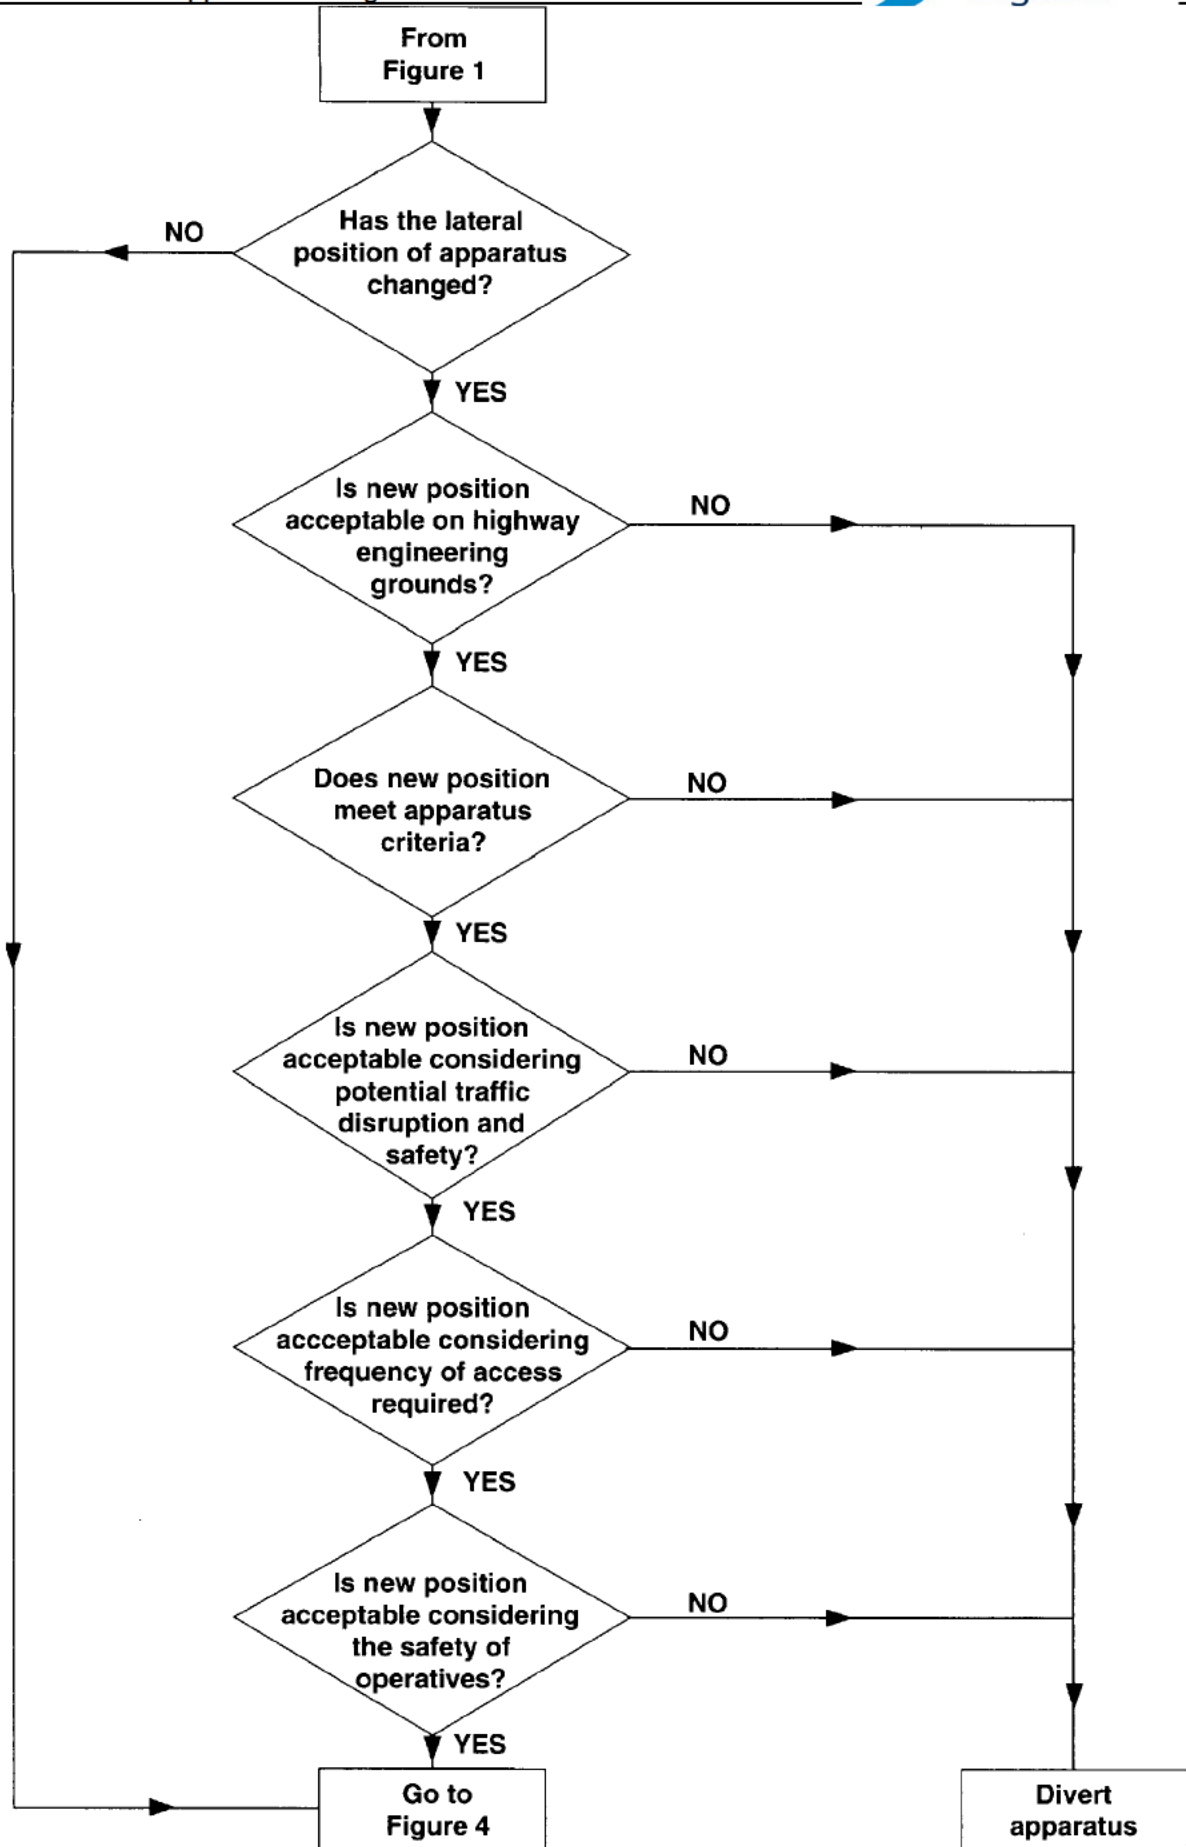 From
Figure 1
Has the lateral
position of apparatus
changed?
NO
YES
Is new position
acceptable on highway
engineering
grounds?
NO
YES
Does new position
meet apparatus
criteria?
NO
YES
Is new position
acceptable considering
potential traffic
disruption and
safety?
NO
YES
Is new position
accceptable considering
frequency of access
required?
NO
YES
Is new position
acceptable considering
the safety of
operatives?
NO
YES
Go to
Figure 4
Divert
apparatus